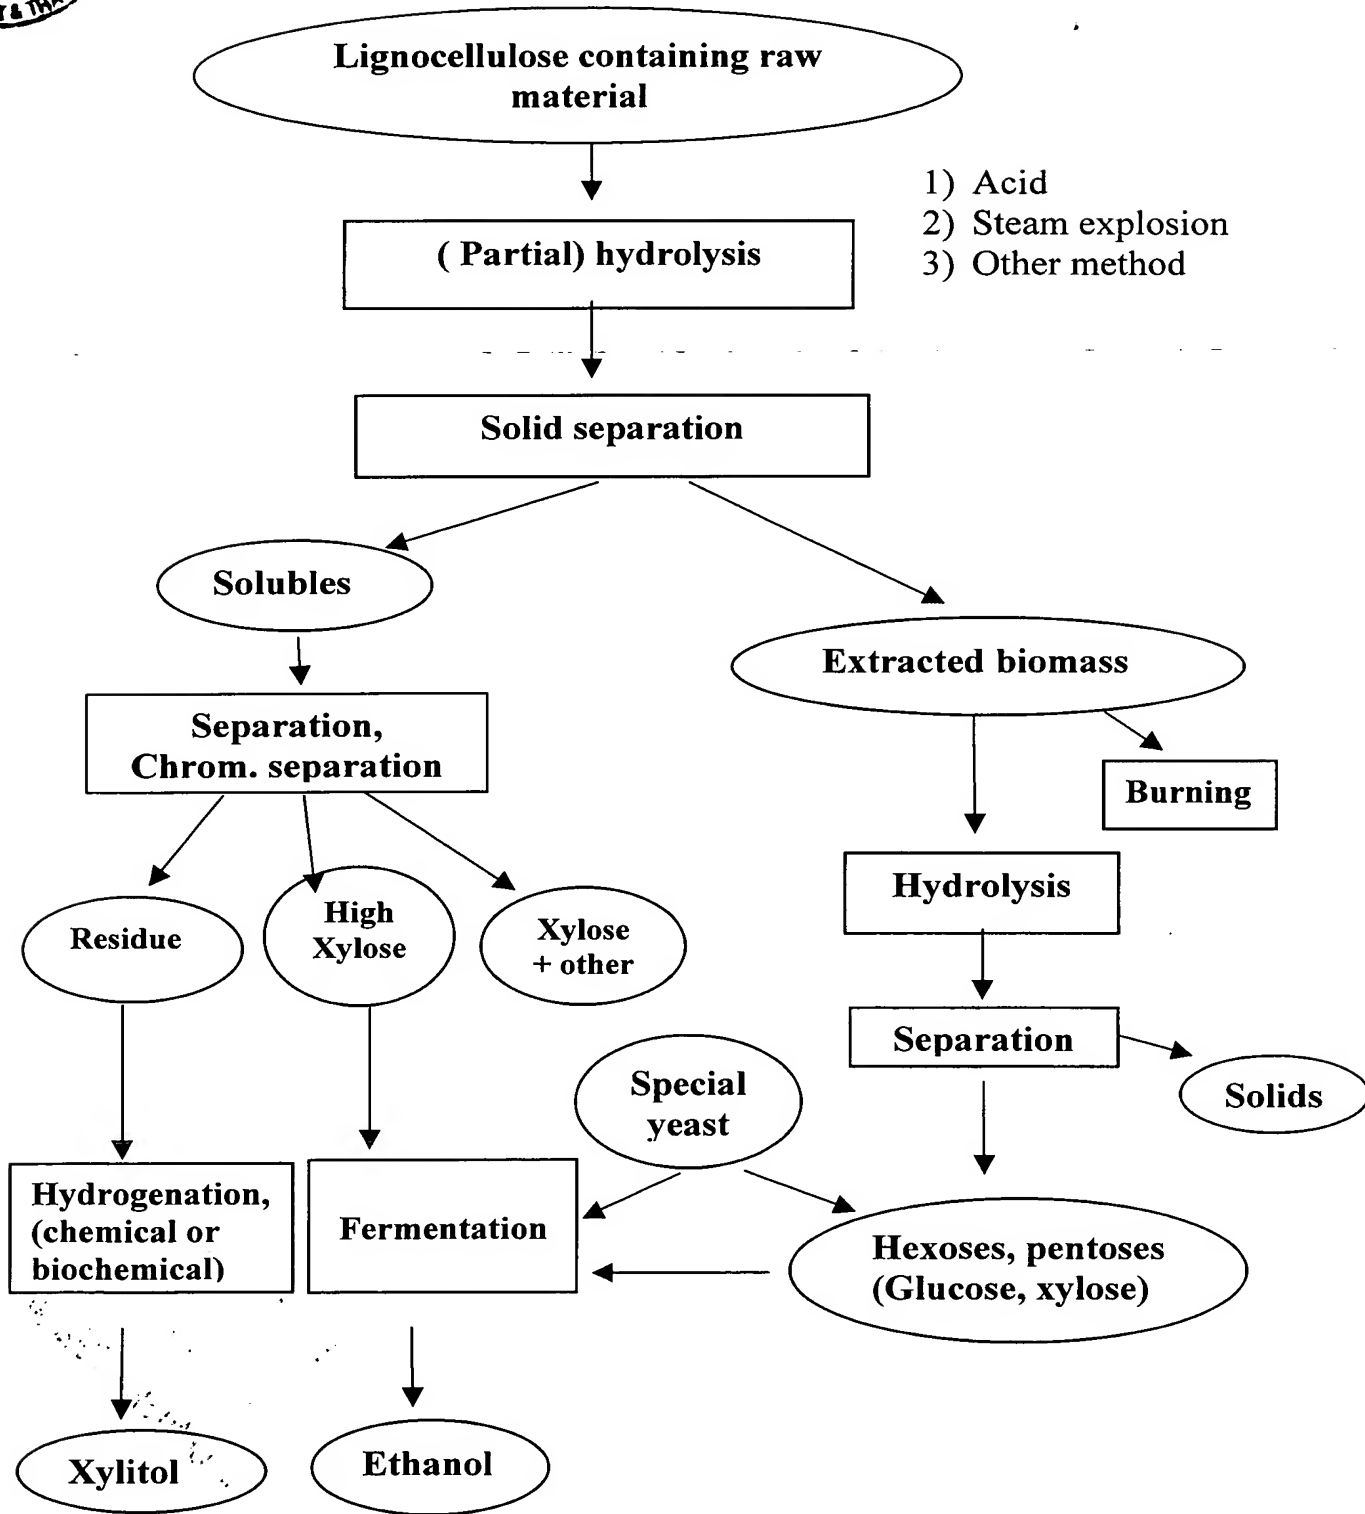 Lignocellulose containing raw
material
1) Acid
2) Steam explosion
3) Other method
( Partial) hydrolysis
Solid separation
Solubles
Extracted biomass
Separation,
Chrom. separation
Burning
Hydrolysis
Residue
High
Xylose
Xylose
+ other
Separation
Special
yeast
Solids
Hydrogenation,
(chemical or
biochemical)
Fermentation
Hexoses, pentoses
(Glucose, xylose)
Xylitol
Ethanol